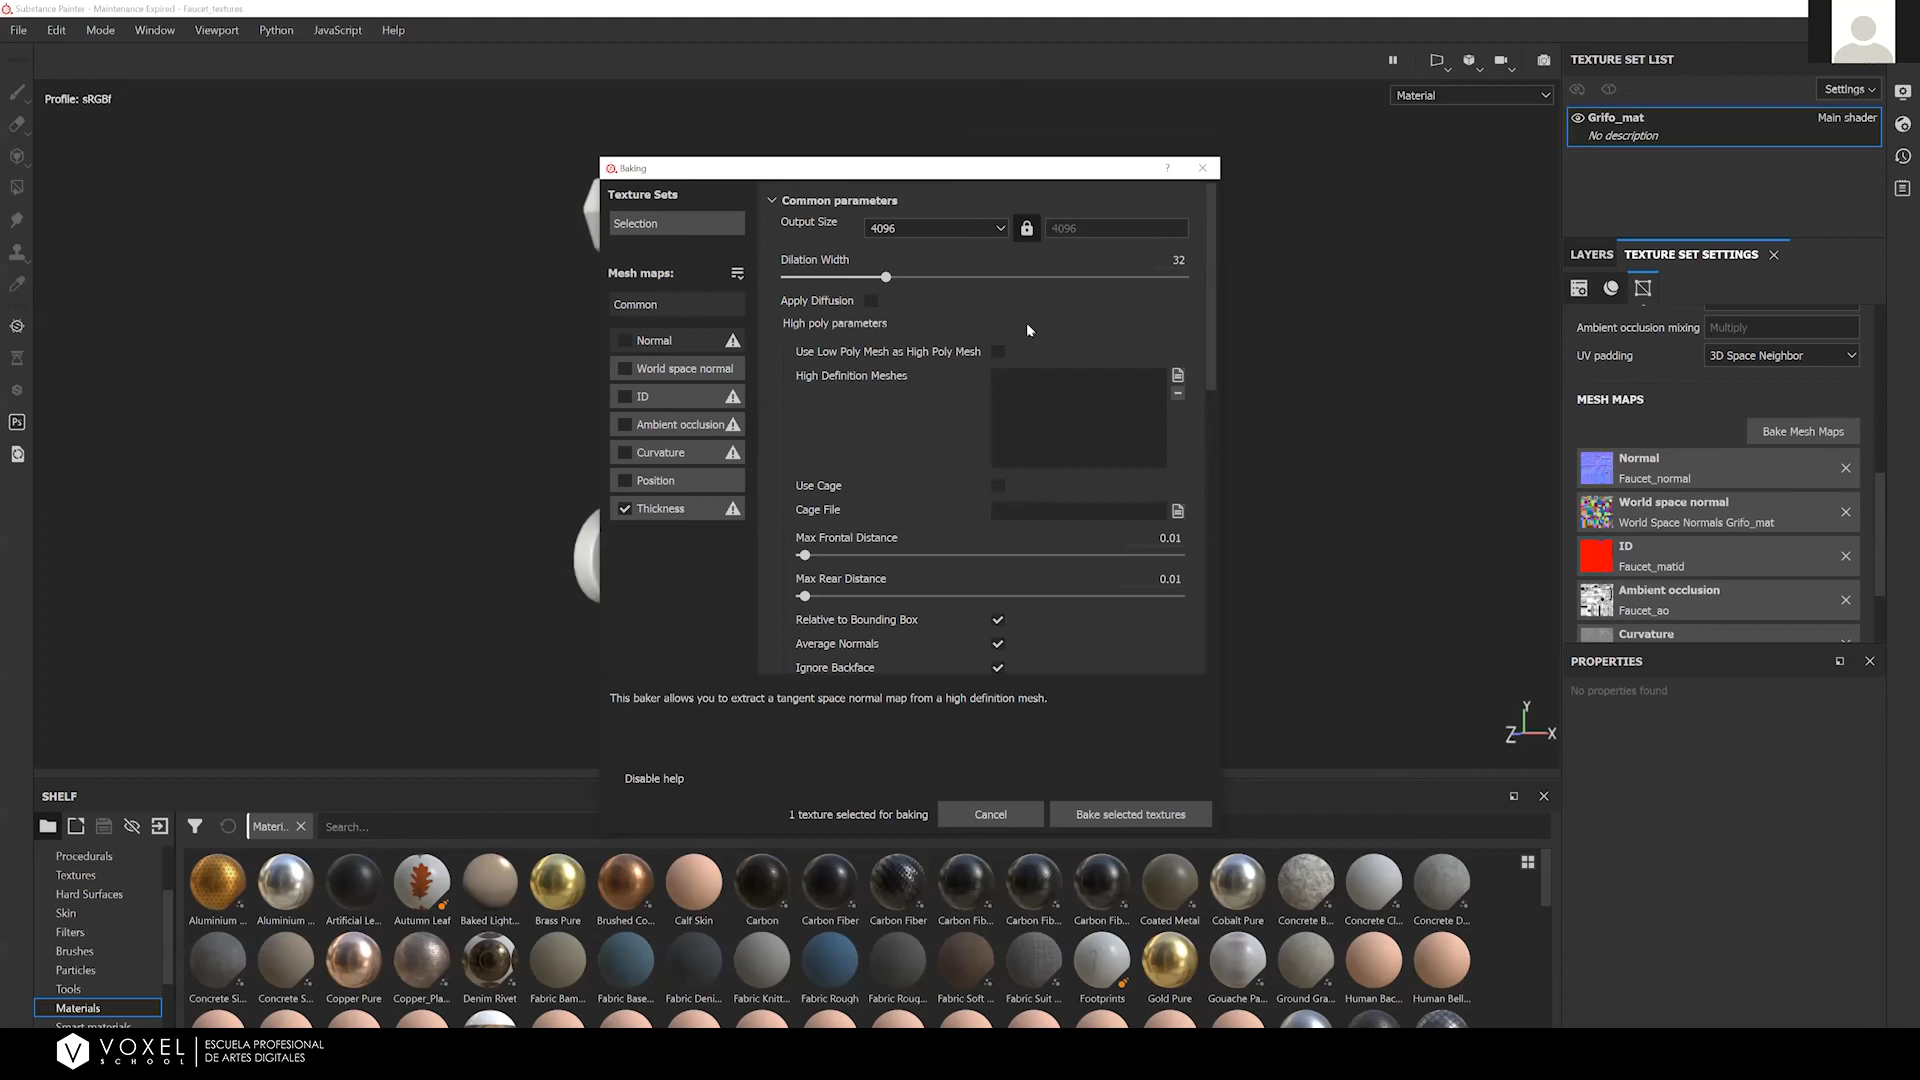 Substance Painter - Maintenance Expired - Faucet_textures
File Edit Mode Window Viewport Python JavaScript Help
Profile: sRGBf
Material
Baking
?
Texture Sets
Selection
Mesh maps:
Common
Normal
World space normal
ID
Ambient occlusion
Curvature
Position
Thickness
Common parameters
Output Size 4096 4096
Dilation Width 32
Apply Diffusion
High poly parameters
Use Low Poly Mesh as High Poly Mesh
High Definition Meshes
Use Cage
Cage File
Max Frontal Distance 0.01
Max Rear Distance 0.01
Relative to Bounding Box
Average Normals
Ignore Backface
This baker allows you to extract a tangent space normal map from a high definition mesh.
Disable help
1 texture selected for baking Cancel Bake selected textures
TEXTURE SET LIST
Settings
Grifo_mat Main shader
No description
LAYERS TEXTURE SET SETTINGS
Ambient occlusion mixing Multiply
UV padding 3D Space Neighbor
MESH MAPS
Bake Mesh Maps
Normal
Faucet_normal
World space normal
World Space Normals Grifo_mat
ID
Faucet_matid
Ambient occlusion
Faucet_ao
Curvature
PROPERTIES
No properties found
Y
Z X
Ps
SHELF
Materi.. Search...
Procedurals
Textures
Hard Surfaces
Skin
Filters
Brushes
Particles
Tools
Materials
Smart materials
Aluminium ... Aluminium ... Artificial Le... Autumn Leaf Baked Light... Brass Pure Brushed Co... Calf Skin Carbon Carbon Fiber Carbon Fiber Carbon Fib... Carbon Fib... Carbon Fib... Coated Metal Cobalt Pure Concrete B... Concrete Cl... Concrete D...
Concrete Si... Concrete S... Copper Pure Copper_Pla... Denim Rivet Fabric Bam... Fabric Base... Fabric Deni... Fabric Knitt... Fabric Rough Fabric Roug... Fabric Soft ... Fabric Suit ... Footprints Gold Pure Gouache Pa... Ground Gra... Human Bac... Human Bell...
VOXEL
SCHOOL
ESCUELA PROFESIONAL
DE ARTES DIGITALES